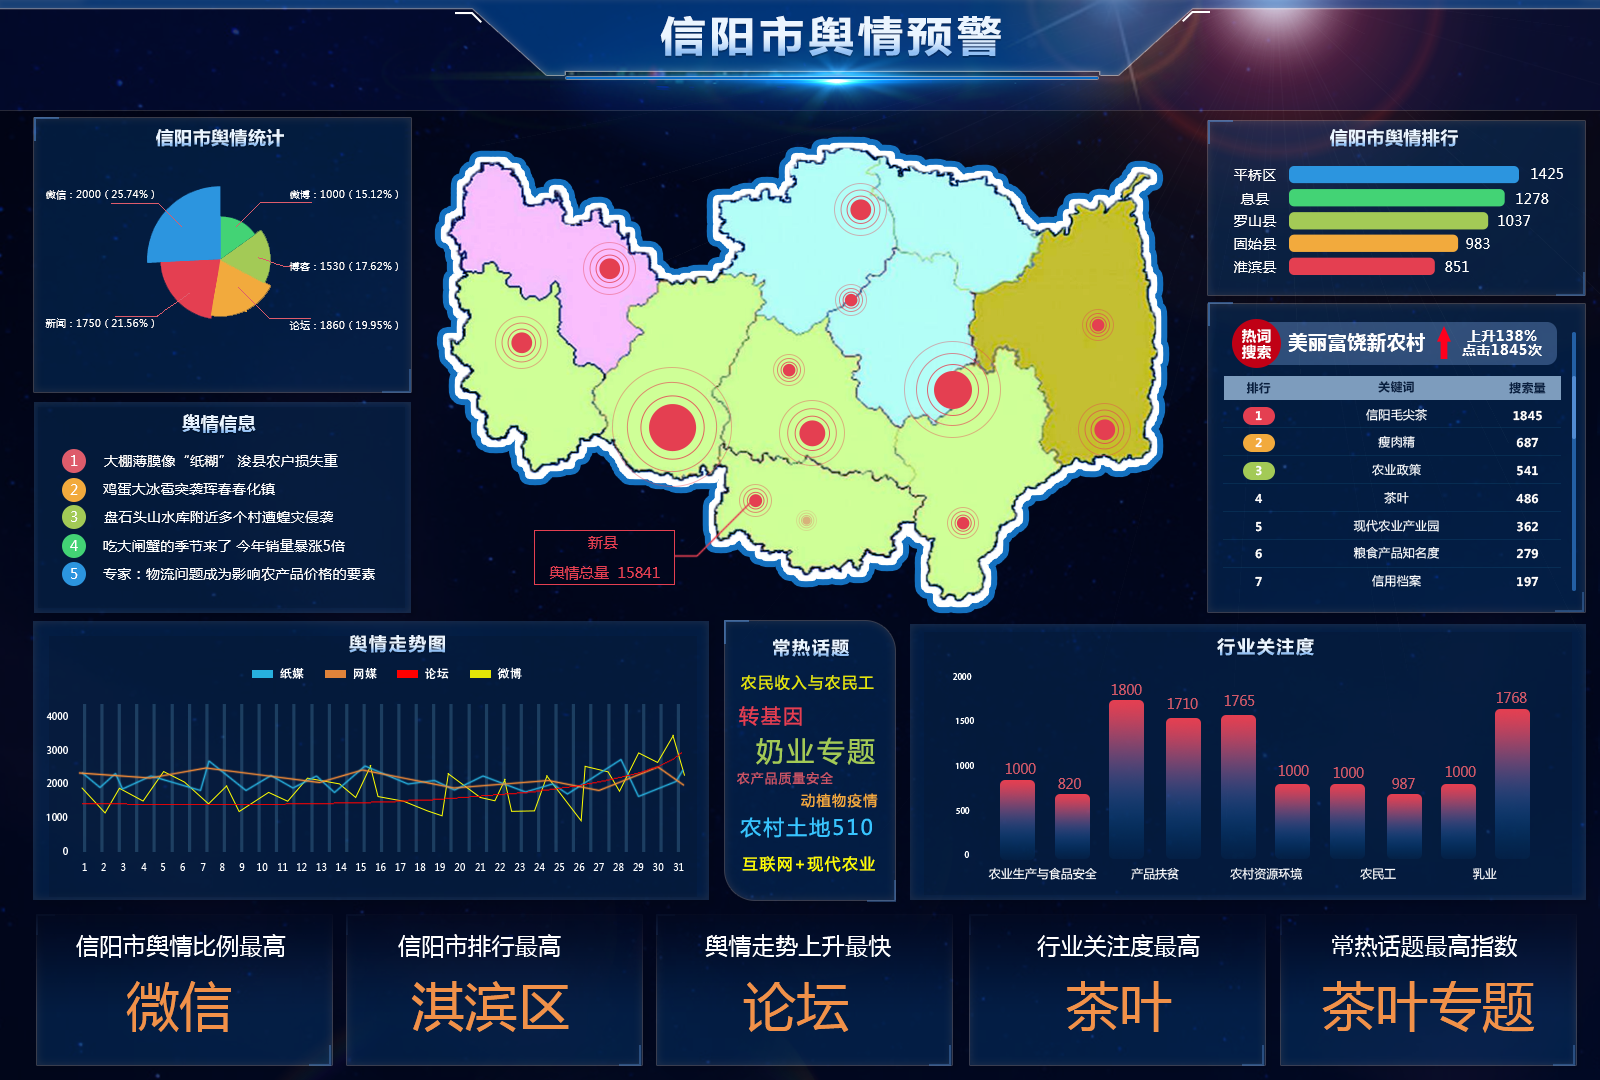 信阳市舆情预警
信阳市舆情统计
微信：2000（25.74%）
微博：1000（15.12%）
博客：1530（17.62%）
新闻：1750（21.56%）
论坛：1860（19.95%）
舆情信息
1 大棚薄膜像“纸糊” 浚县农户损失重
2 鸡蛋大冰雹突袭珲春春化镇
3 盘石头山水库附近多个村遭蝗灾侵袭
4 吃大闸蟹的季节来了 今年销量暴涨5倍
5 专家：物流问题成为影响农产品价格的要素
新县
舆情总量 15841
信阳市舆情排行
平桥区 1425
息县 1278
罗山县 1037
固始县 983
淮滨县 851
热词
搜索
美丽富饶新农村
上升138%
点击1845次
排行 关键词 搜索量
1 信阳毛尖茶 1845
2 瘦肉精 687
3 农业政策 541
4 茶叶 486
5 现代农业产业园 362
6 粮食产品知名度 279
7 信用档案 197
舆情走势图
纸媒 网媒 论坛 微博
4000
3000
2000
1000
0
1 2 3 4 5 6 7 8 9 10 11 12 13 14 15 16 17 18 19 20 21 22 23 24 25 26 27 28 29 30 31
常热话题
农民收入与农民工
转基因
奶业专题
农产品质量安全
动植物疫情
农村土地510
互联网+现代农业
行业关注度
2000
1500
1000
500
0
1000 820 1800 1710 1765 1000 1000 987 1000 1768
农业生产与食品安全 产品扶贫 农村资源环境 农民工 乳业
信阳市舆情比例最高
微信
信阳市排行最高
淇滨区
舆情走势上升最快
论坛
行业关注度最高
茶叶
常热话题最高指数
茶叶专题